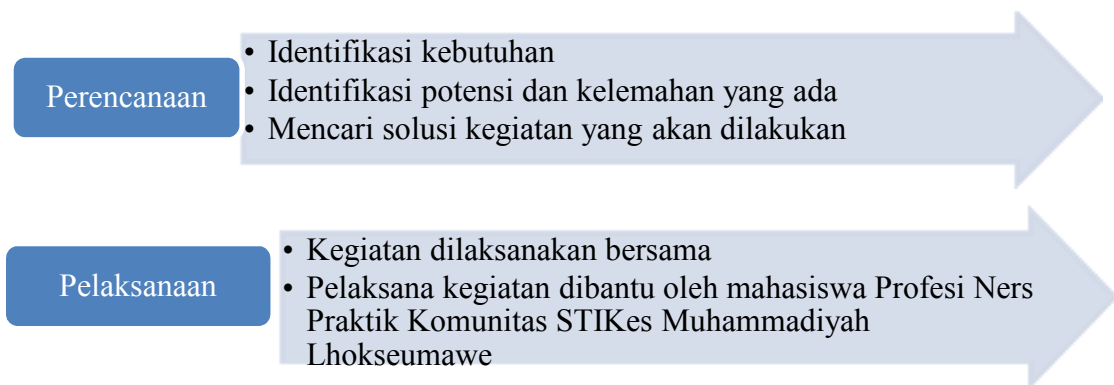 Perencanaan
• Identifikasi kebutuhan
• Identifikasi potensi dan kelemahan yang ada
• Mencari solusi kegiatan yang akan dilakukan
Pelaksanaan
• Kegiatan dilaksanakan bersama
• Pelaksana kegiatan dibantu oleh mahasiswa Profesi Ners
Praktik Komunitas STIKes Muhammadiyah
Lhokseumawe